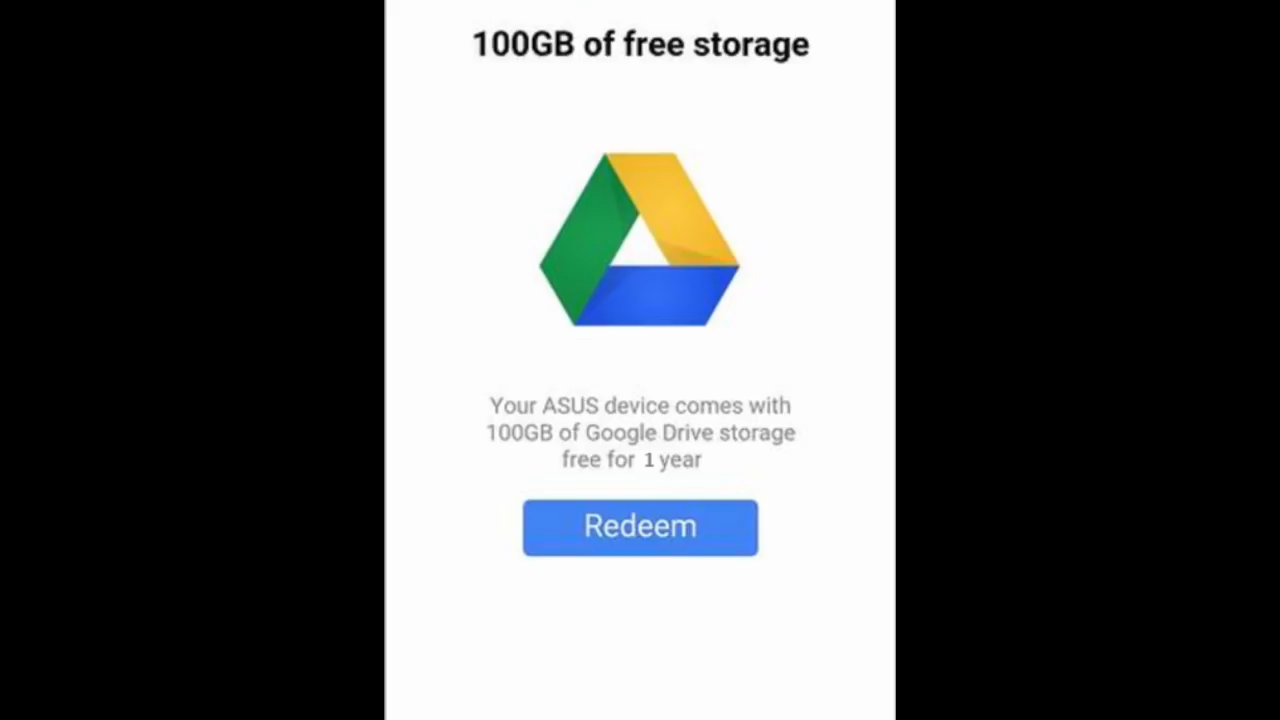 100GB of free storage
Your ASUS device comes with
100GB of Google Drive storage
free for 1 year
Redeem